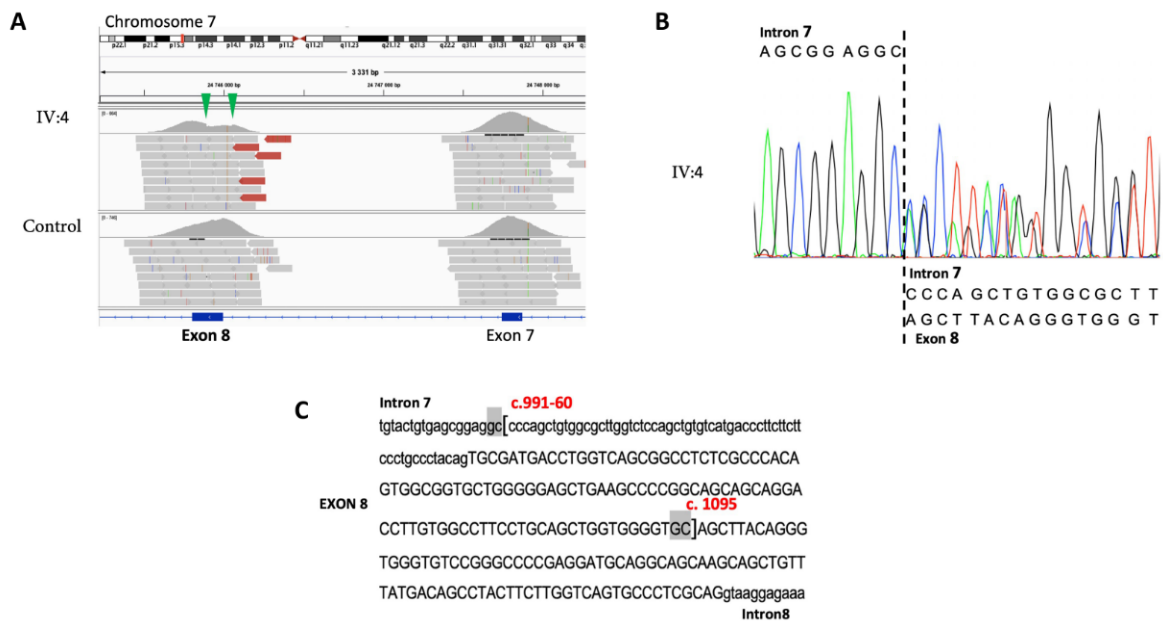 A
Chromosome 7
p22.1 p21.2 p15.3 p14.3 p14.1 p12.3 p11.2 q11.21 q11.23 q21.12 q21.3 q22.2 q31.1 q31.31 q32.1 q33 q34
3 331 bp
24 746 000 bp 24 747 000 bp 24 748 000 bp
IV:4
Control
Exon 8 Exon 7
B
Intron 7
A G C G G A G G C
IV:4
Intron 7
C C C A G C T G T G G C G C T T
A G C T T A C A G G G T G G G T
Exon 8
C
Intron 7 c.991-60
tgtactgtgagcggaggc[cccagctgtggcgcttggtctccagctgtgtcatgacccttcttctt
ccctgccctacagTGCGATGACCTGGTCAGCGGCCTCTCGCCCACA
GTGGCGGTGCTGGGGGAGCTGAAGCCCCGGCAGCAGCAGGA
EXON 8 c. 1095
CCTTGTGGCCTTCCTGCAGCTGGTGGGGTGC]AGCTTACAGGG
TGGGTGTCCGGGCCCCGAGGATGCAGGCAGCAAGCAGCTGTT
TATGACAGCCTACTTCTTGGTCAGTGCCCTCGCAGgtaaggagaaa
Intron8